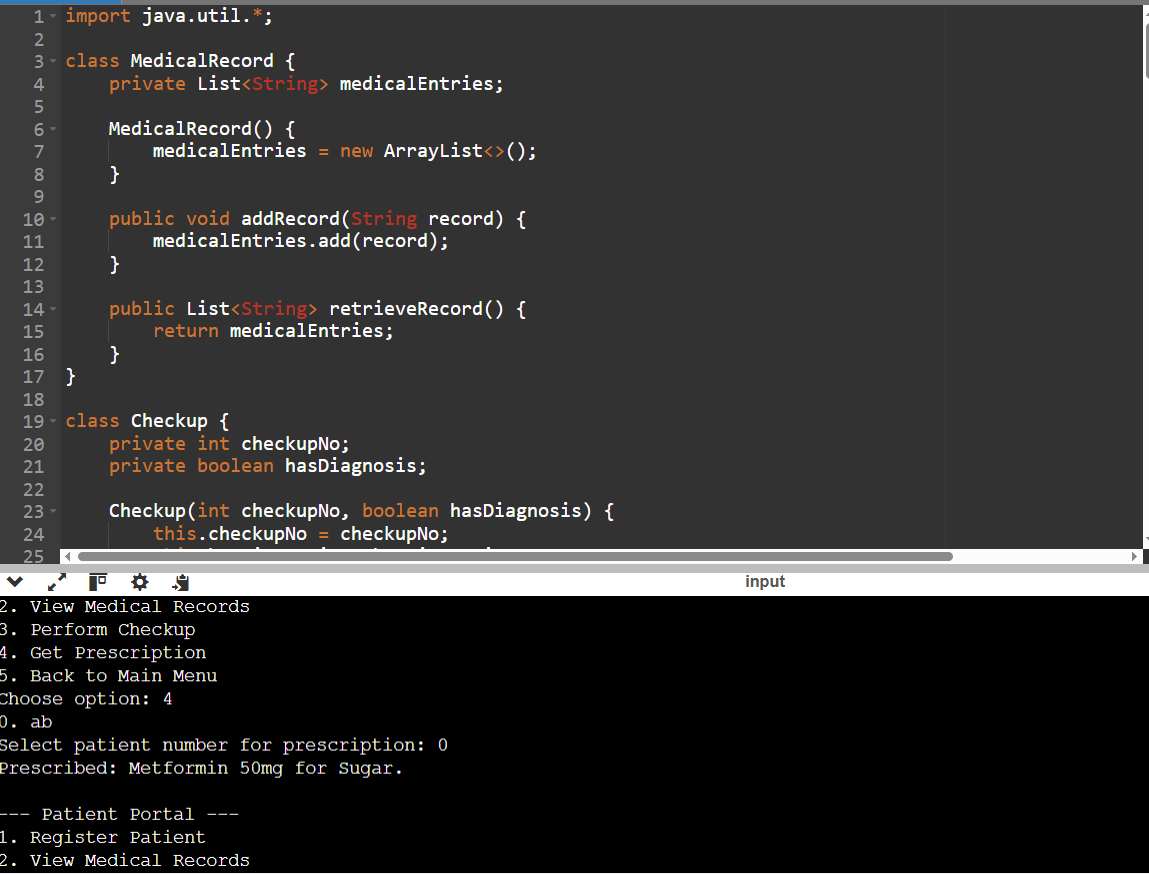 1 import java.util.*;
2
3 class MedicalRecord {
4 private List<String> medicalEntries;
5
6 MedicalRecord() {
7 medicalEntries = new ArrayList<>();
8 }
9
10 public void addRecord(String record) {
11 medicalEntries.add(record);
12 }
13
14 public List<String> retrieveRecord() {
15 return medicalEntries;
16 }
17 }
18
19 class Checkup {
20 private int checkupNo;
21 private boolean hasDiagnosis;
22
23 Checkup(int checkupNo, boolean hasDiagnosis) {
24 this.checkupNo = checkupNo;
25
input
2. View Medical Records
3. Perform Checkup
4. Get Prescription
5. Back to Main Menu
Choose option: 4
0. ab
Select patient number for prescription: 0
Prescribed: Metformin 50mg for Sugar.
--- Patient Portal ---
1. Register Patient
2. View Medical Records